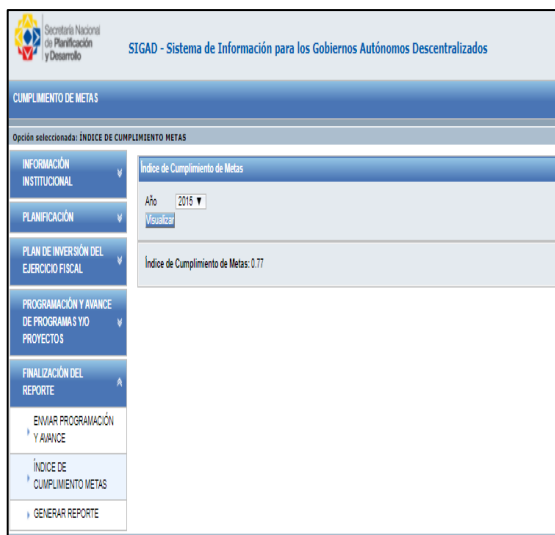 Secretaría Nacional
de Planificación
y Desarrollo
SIGAD - Sistema de Información para los Gobiernos Autónomos Descentralizados
CUMPLIMIENTO DE METAS
Opción seleccionada: ÍNDICE DE CUMPLIMIENTO METAS
INFORMACIÓN
INSTITUCIONAL
PLANIFICACIÓN
PLAN DE INVERSIÓN DEL
EJERCICIO FISCAL
PROGRAMACIÓN Y AVANCE
DE PROGRAMAS Y/O
PROYECTOS
FINALIZACIÓN DEL
REPORTE
ENVIAR PROGRAMACIÓN
Y AVANCE
ÍNDICE DE
CUMPLIMIENTO METAS
GENERAR REPORTE
Índice de Cumplimiento de Metas
Año 2015
Visualizar
Índice de Cumplimiento de Metas: 0.77